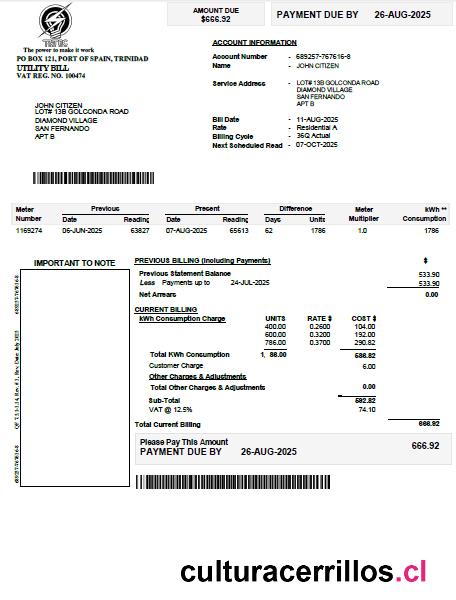 AMOUNT DUE
$666.92
PAYMENT DUE BY 26-AUG-2025
The power to make it work
PO BOX 121, PORT OF SPAIN, TRINIDAD
UTILITY BILL
VAT REG. NO. 100474
ACCOUNT INFORMATION
Account Number - 689257-767616-8
Name - JOHN CITIZEN
Service Address - LOT# 13B GOLCONDA ROAD
DIAMOND VILLAGE
SAN FERNANDO
APT B
JOHN CITIZEN
LOT# 13B GOLCONDA ROAD
DIAMOND VILLAGE
SAN FERNANDO
APT B
Bill Date - 11-AUG-2025
Rate - Residential A
Billing Cycle - 36Q Actual
Next Scheduled Read - 07-OCT-2025
Meter Previous Present Difference Meter kWh **
Number Date Reading Date Reading Days Units Multiplier Consumption
1169274 06-JUN-2025 63827 07-AUG-2025 65613 62 1786 1.0 1786
IMPORTANT TO NOTE
PREVIOUS BILLING (Including Payments) $
Previous Statement Balance 533.90
Less Payments up to 24-JUL-2025 533.90
Net Arrears 0.00
CURRENT BILLING
kWh Consumption Charge UNITS RATE $ COST $
400.00 0.2600 104.00
600.00 0.3200 192.00
786.00 0.3700 290.82
Total KWh Consumption 1, 86.00 586.82
Customer Charge 6.00
Other Charges & Adjustments
Total Other Charges & Adjustments 0.00
Sub-Total 592.82
VAT @ 12.5% 74.10
Total Current Billing 666.92
Please Pay This Amount 666.92
PAYMENT DUE BY 26-AUG-2025
689257-767616-8
689257-767616-8
culturacerrillos.cl